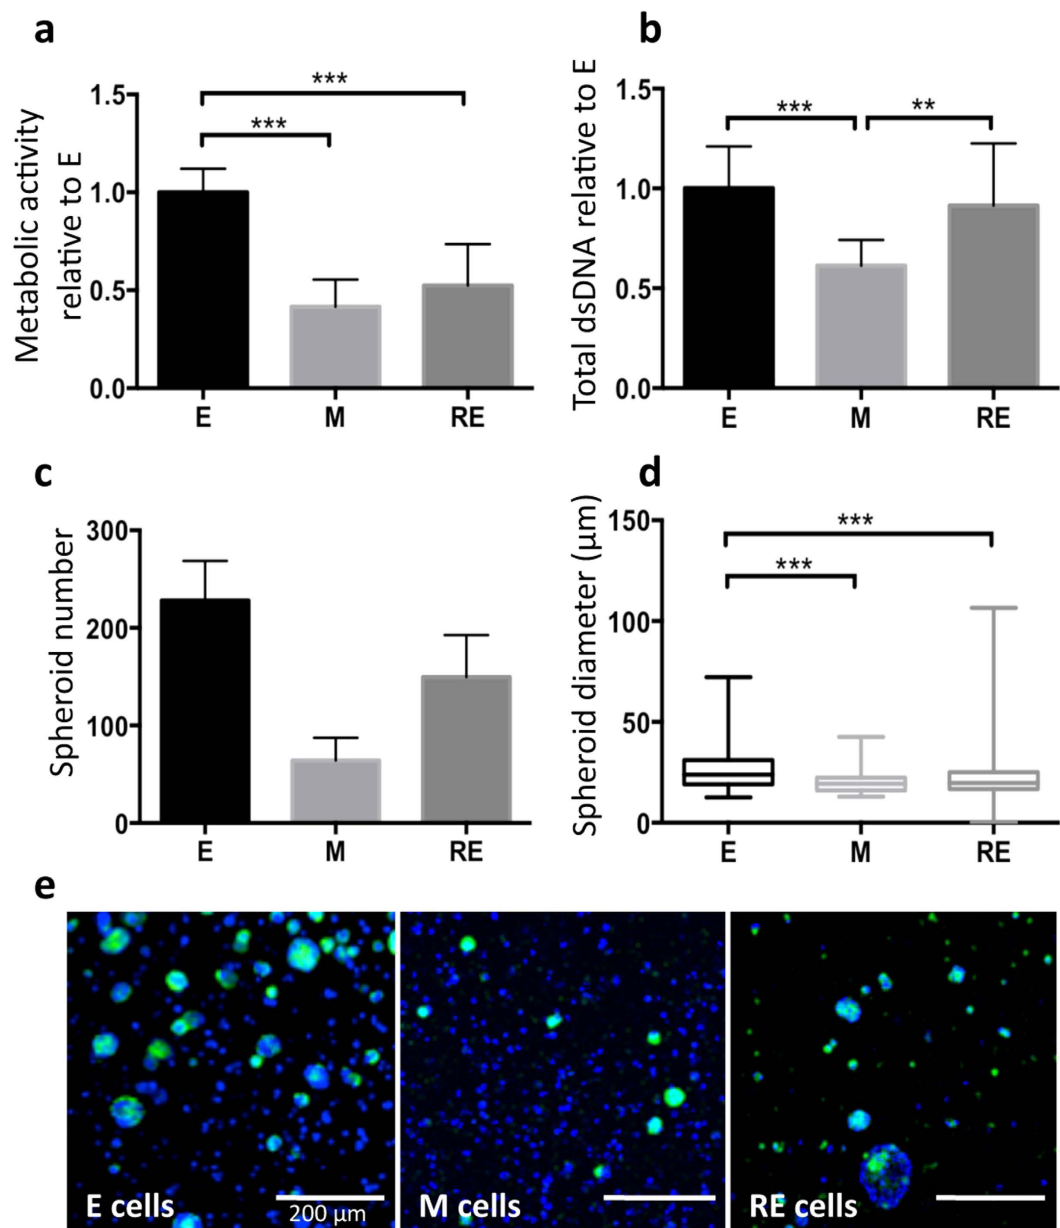 a
b
Metabolic activity
relative to E
1.5
1.0
0.5
0.0
***
***
E M RE
Total dsDNA relative to E
1.5
1.0
0.5
0.0
*** **
E M RE
c
d
Spheroid number
300
200
100
0
E M RE
Spheroid diameter (μm)
150
100
50
0
***
***
E M RE
e
E cells
200 μm
M cells
RE cells